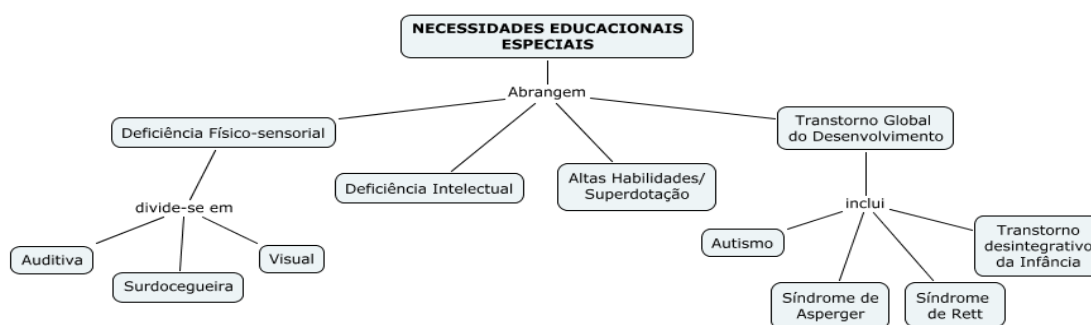 NECESSIDADES EDUCACIONAIS
ESPECIAIS
Abrangem
Deficiência Físico-sensorial
Transtorno Global
do Desenvolvimento
Deficiência Intelectual
Altas Habilidades/
Superdotação
divide-se em
inclui
Auditiva
Surdocegueira
Visual
Autismo
Síndrome de
Asperger
Síndrome
de Rett
Transtorno
desintegrativo
da Infância